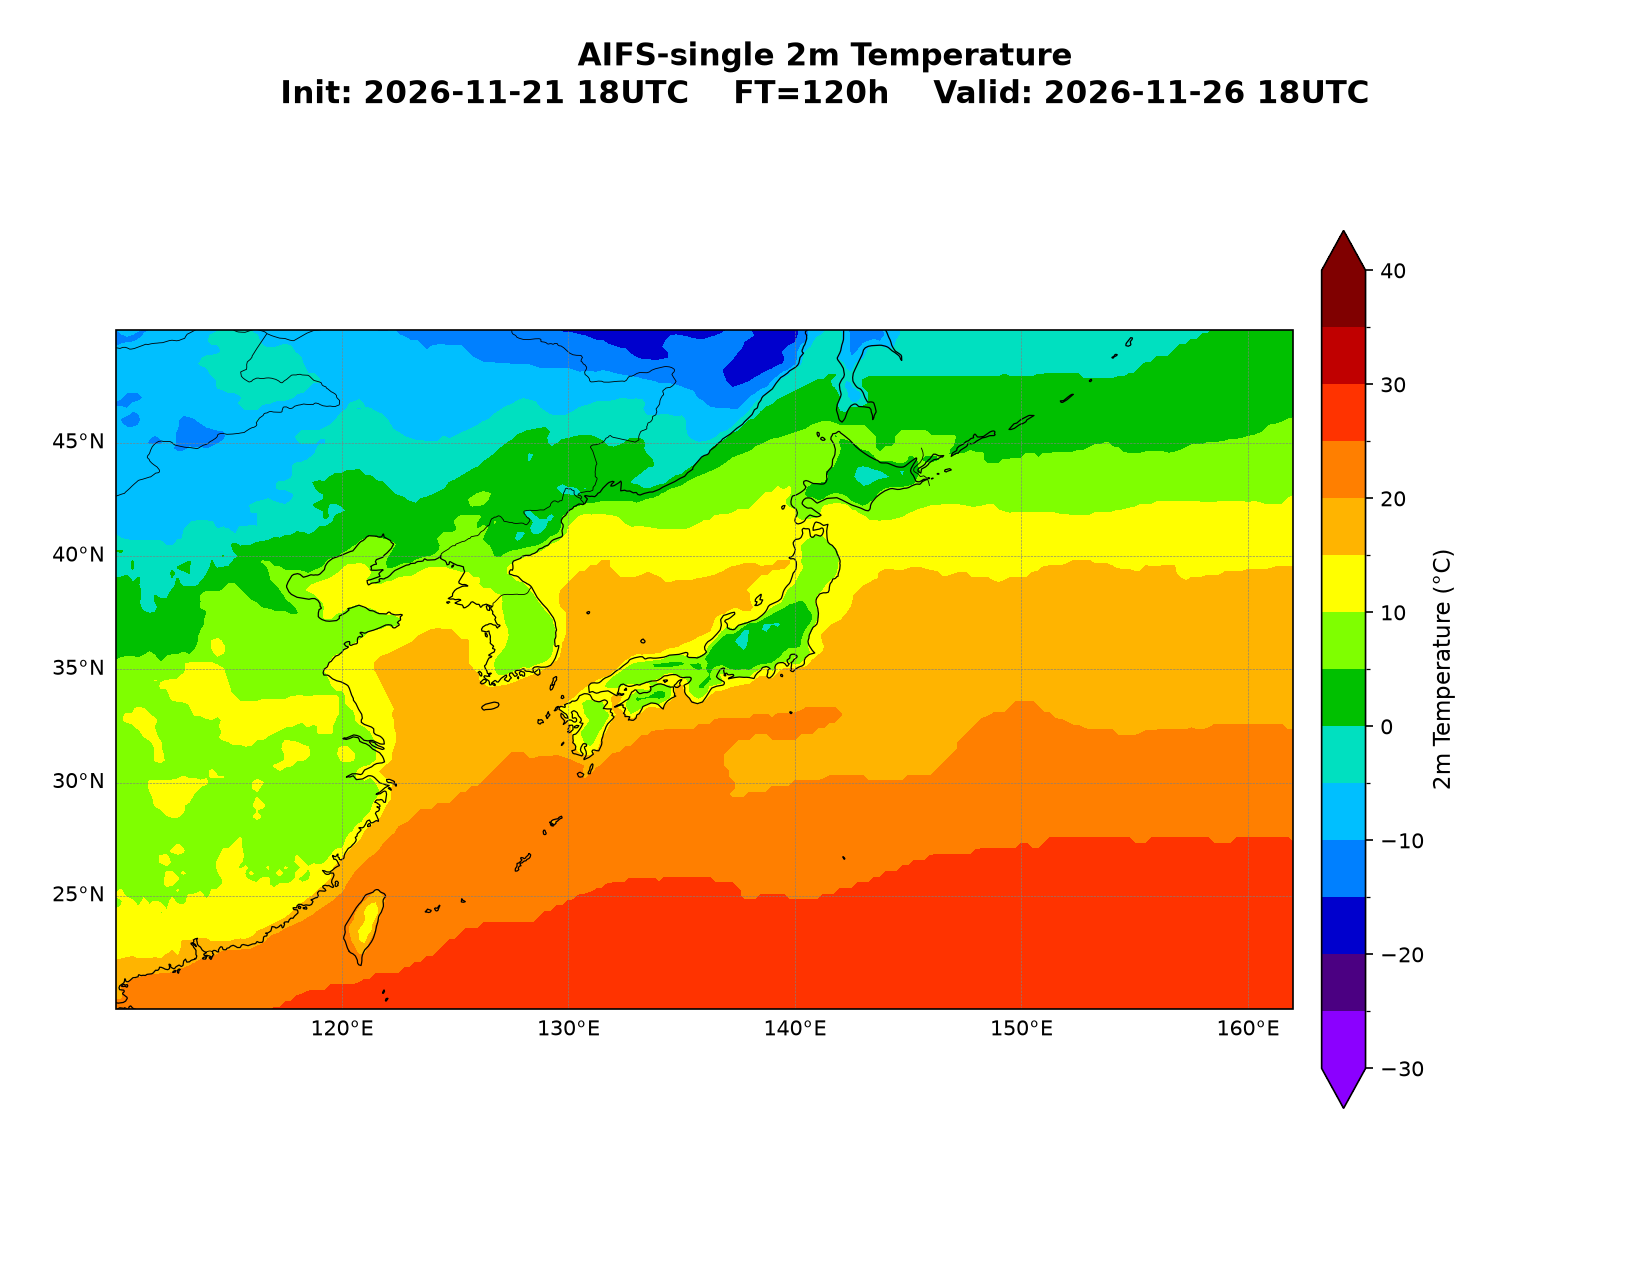 AIFS-single 2m Temperature
Init: 2026-11-21 18UTC    FT=120h    Valid: 2026-11-26 18UTC
45°N
40°N
35°N
30°N
25°N
120°E
130°E
140°E
150°E
160°E
40
30
20
10
0
−10
−20
−30
2m Temperature (°C)